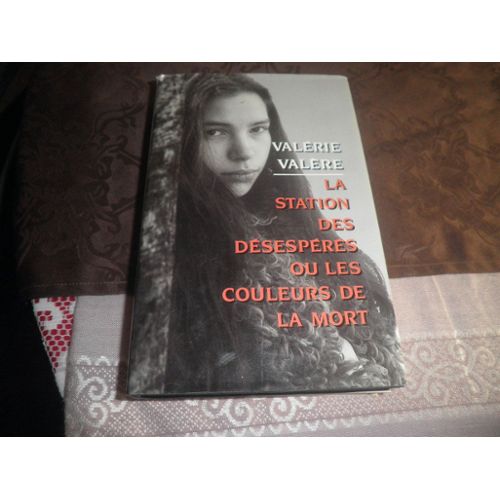 VALÉRIE
VALÈRE
LA
STATION
DES
DÉSESPÉRÉS
OU LES
COULEURS DE
LA MORT